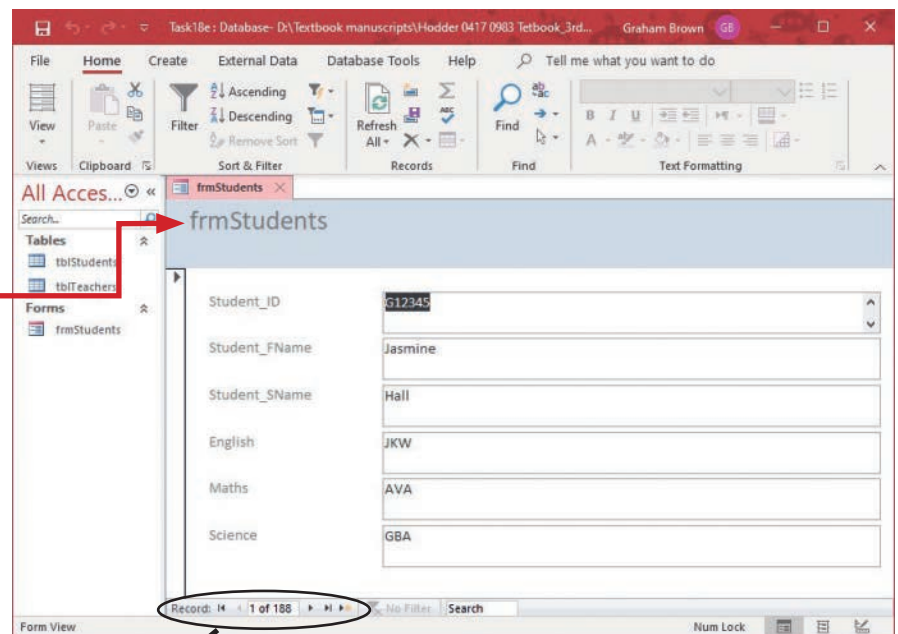 Task18e : Database- D:\Textbook manuscripts\Hodder 0417 0983 Tetbook_3rd... Graham Brown GB
File Home Create External Data Database Tools Help Tell me what you want to do
View Paste Filter Ascending Descending Remove Sort Refresh All Find
B I U
A
Views Clipboard Sort & Filter Records Find Text Formatting
All Acces...
Search...
Tables
tblStudents
tblTeachers
Forms
frmStudents
frmStudents
frmStudents
Student_ID G12345
Student_FName Jasmine
Student_SName Hall
English JKW
Maths AVA
Science GBA
Record: 1 of 188 No Filter Search
Form View Num Lock